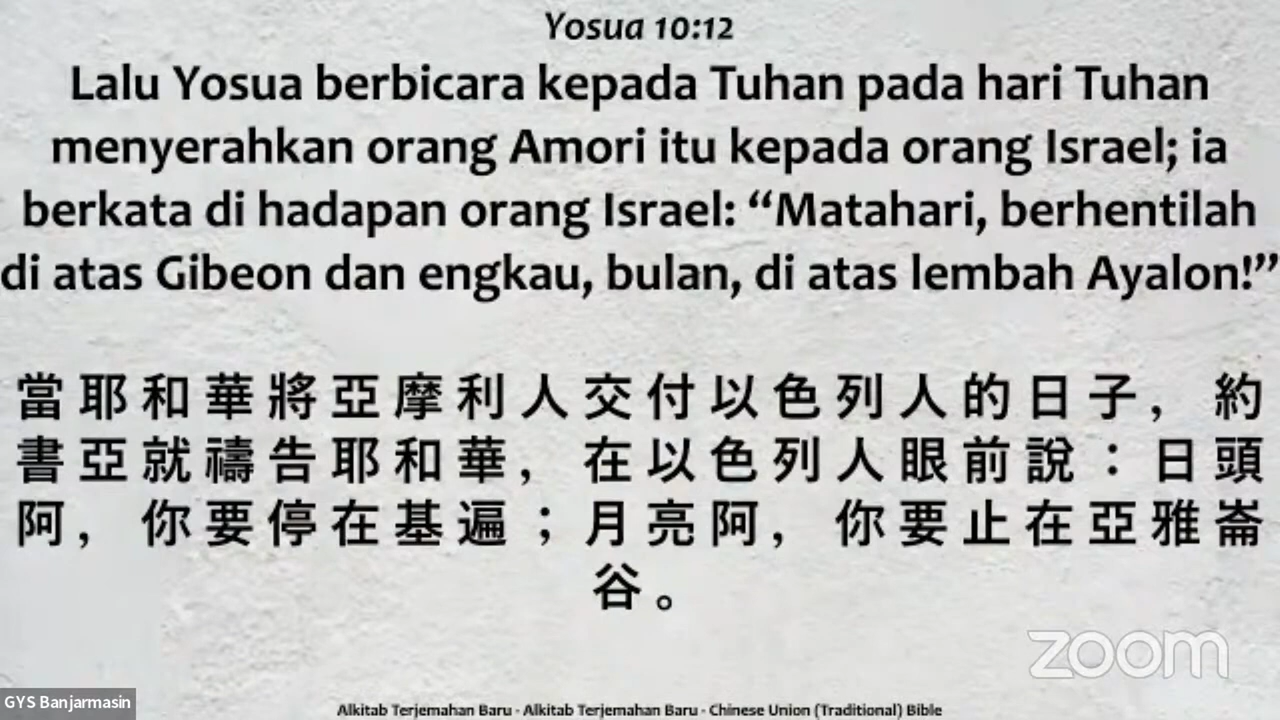 Yosua 10:12
Lalu Yosua berbicara kepada Tuhan pada hari Tuhan
menyerahkan orang Amori itu kepada orang Israel; ia
berkata di hadapan orang Israel: “Matahari, berhentilah
di atas Gibeon dan engkau, bulan, di atas lembah Ayalon!”
當耶和華將亞摩利人交付以色列人的日子，約
書亞就禱告耶和華，在以色列人眼前說：日頭
阿，你要停在基遍；月亮阿，你要止在亞雅崙
谷。
zoom
GYS Banjarmasin
Alkitab Terjemahan Baru - Alkitab Terjemahan Baru - Chinese Union (Traditional) Bible